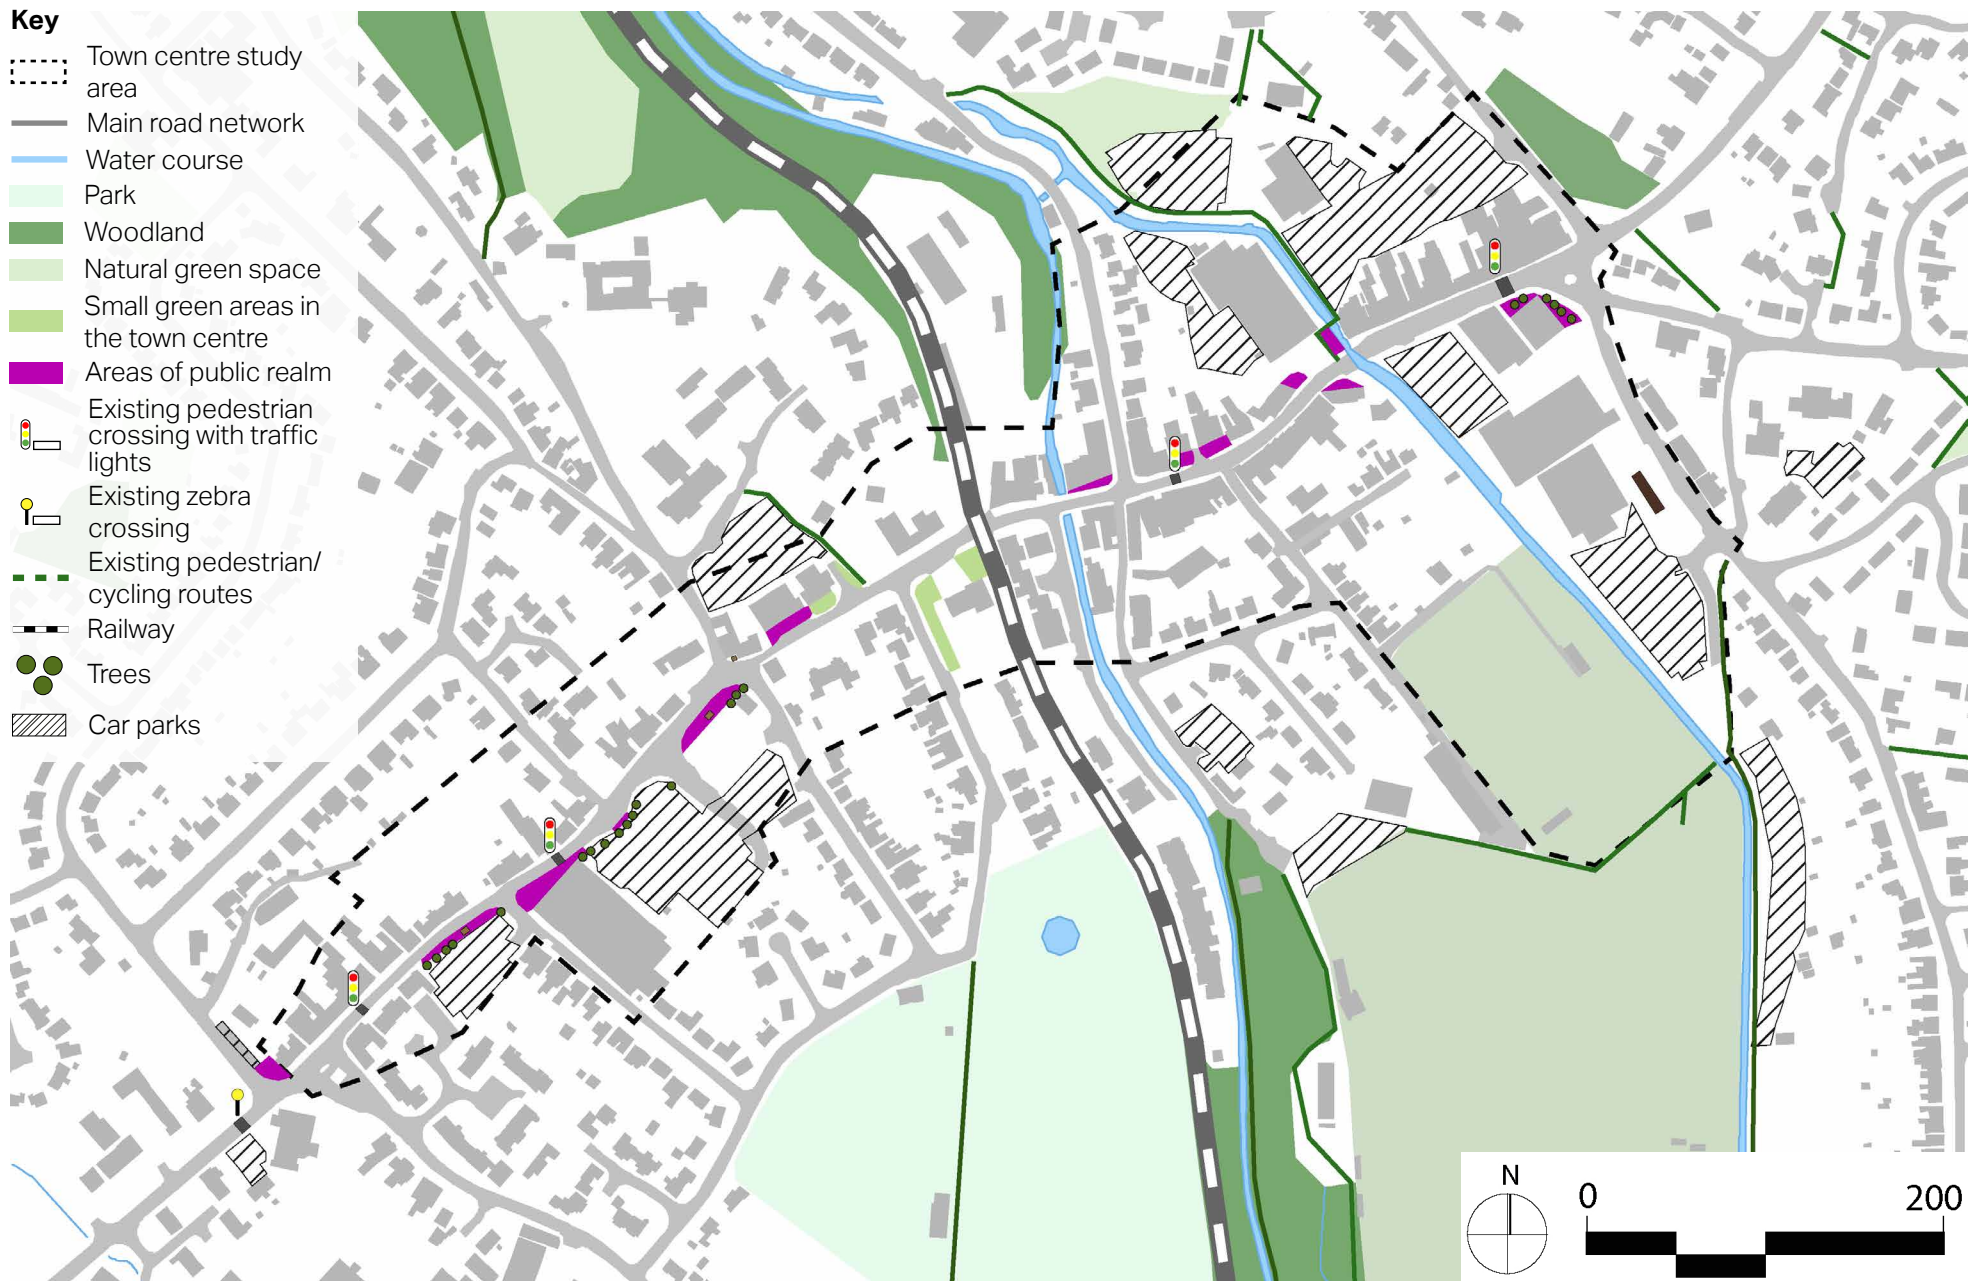 Key
Town centre study
area
Main road network
Water course
Park
Woodland
Natural green space
Small green areas in
the town centre
Areas of public realm
Existing pedestrian
crossing with traffic
lights
Existing zebra
crossing
Existing pedestrian/
cycling routes
Railway
Trees
Car parks
N
0 200